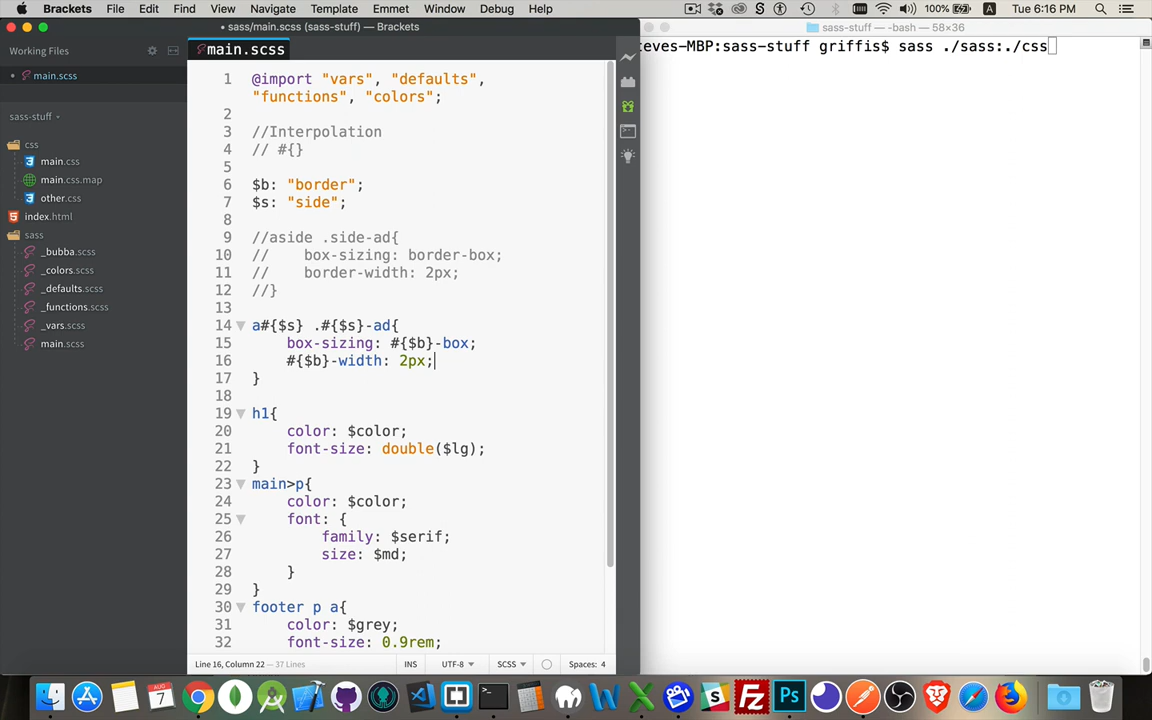 Brackets File Edit Find View Navigate Template Emmet Window Debug Help 100% Tue 6:16 PM
• sass/main.scss (sass-stuff) — Brackets
sass-stuff — -bash — 58×36
Working Files
main.scss
sass-stuff
css
main.css
main.css.map
other.css
index.html
sass
_bubba.scss
_colors.scss
_defaults.scss
_functions.scss
_vars.scss
main.scss
main.scss
1 @import "vars", "defaults",
"functions", "colors";
2
3 //Interpolation
4 // #{}
5
6 $b: "border";
7 $s: "side";
8
9 //aside .side-ad{
10 // box-sizing: border-box;
11 // border-width: 2px;
12 //}
13
14 a#{$s} .#{$s}-ad{
15 box-sizing: #{$b}-box;
16 #{$b}-width: 2px;
17 }
18
19 h1{
20 color: $color;
21 font-size: double($lg);
22 }
23 main>p{
24 color: $color;
25 font: {
26 family: $serif;
27 size: $md;
28 }
29 }
30 footer p a{
31 color: $grey;
32 font-size: 0.9rem;
Line 16, Column 22 — 37 Lines INS UTF-8 SCSS Spaces: 4
eves-MBP:sass-stuff griffis$ sass ./sass:./css